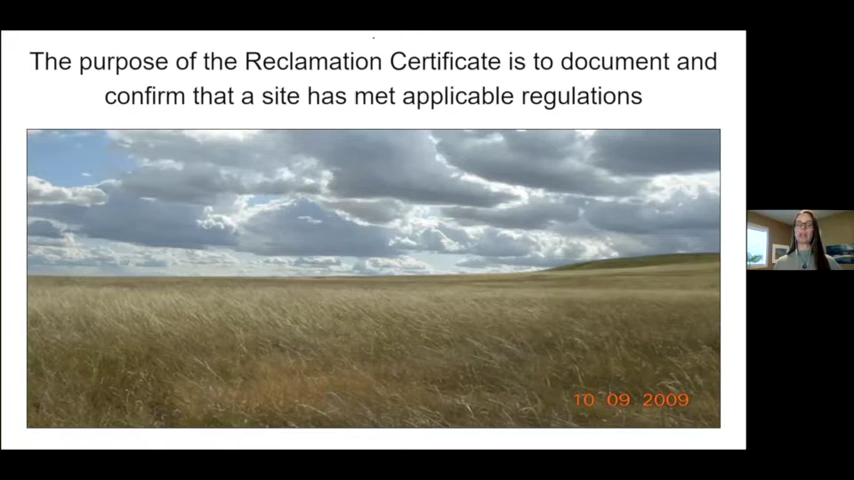 The purpose of the Reclamation Certificate is to document and
confirm that a site has met applicable regulations
10 09 2009